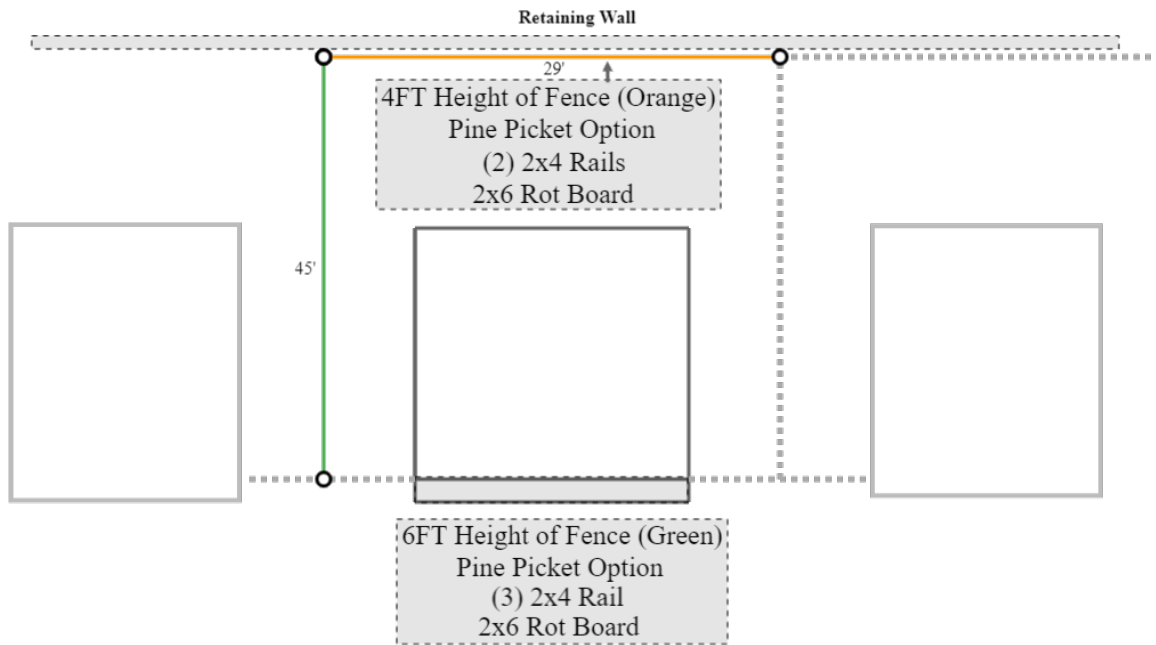 Retaining Wall
29'
4FT Height of Fence (Orange)
Pine Picket Option
(2) 2x4 Rails
2x6 Rot Board
45'
6FT Height of Fence (Green)
Pine Picket Option
(3) 2x4 Rail
2x6 Rot Board